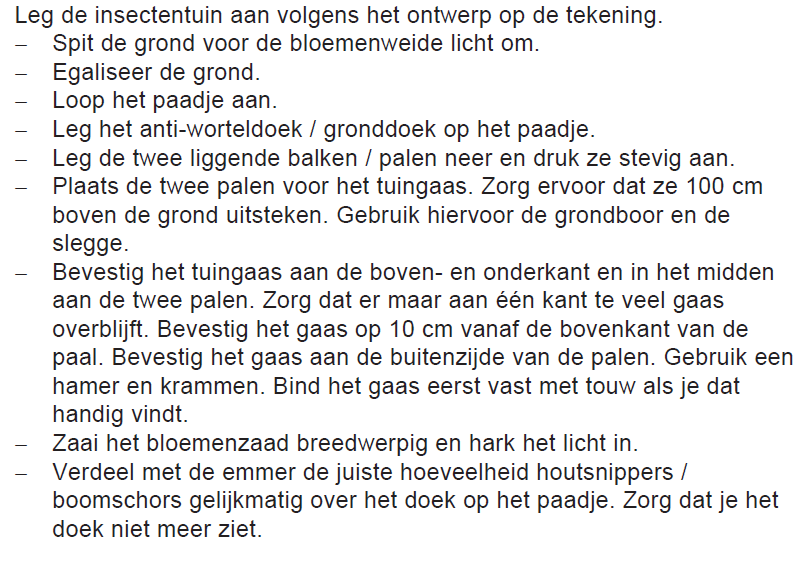 Leg de insectentuin aan volgens het ontwerp op de tekening.
– Spit de grond voor de bloemenweide licht om.
– Egaliseer de grond.
– Loop het paadje aan.
– Leg het anti-worteldoek / gronddoek op het paadje.
– Leg de twee liggende balken / palen neer en druk ze stevig aan.
– Plaats de twee palen voor het tuingaas. Zorg ervoor dat ze 100 cm
boven de grond uitsteken. Gebruik hiervoor de grondboor en de
slegge.
– Bevestig het tuingaas aan de boven- en onderkant en in het midden
aan de twee palen. Zorg dat er maar aan één kant te veel gaas
overblijft. Bevestig het gaas op 10 cm vanaf de bovenkant van de
paal. Bevestig het gaas aan de buitenzijde van de palen. Gebruik een
hamer en krammen. Bind het gaas eerst vast met touw als je dat
handig vindt.
– Zaai het bloemenzaad breedwerpig en hark het licht in.
– Verdeel met de emmer de juiste hoeveelheid houtsnippers /
boomschors gelijkmatig over het doek op het paadje. Zorg dat je het
doek niet meer ziet.